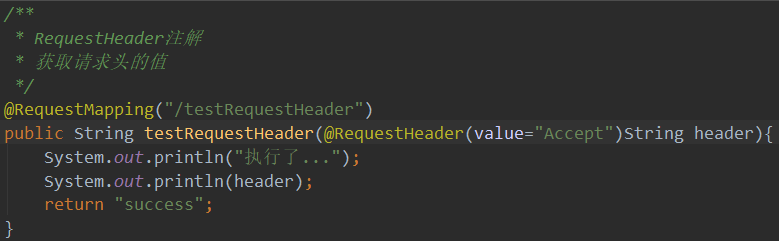 /**
 * RequestHeader注解
 * 获取请求头的值
 */
@RequestMapping("/testRequestHeader")
public String testRequestHeader(@RequestHeader(value="Accept")String header){
    System.out.println("执行了...");
    System.out.println(header);
    return "success";
}